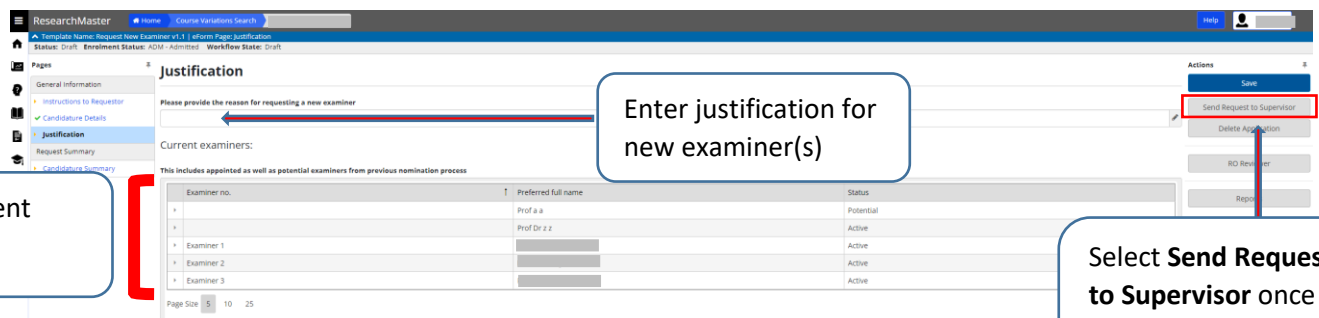 ResearchMaster Home Course Variations Search Help
Template Name: Request New Examiner v1.1 | eForm Page: Justification
Status: Draft Enrolment Status: ADM - Admitted Workflow State: Draft
Pages
General Information
Instructions to Requestor
Candidature Details
Justification
Request Summary
Candidature Summary
Justification
Please provide the reason for requesting a new examiner
Enter justification for
new examiner(s)
Current examiners:
This includes appointed as well as potential examiners from previous nomination process
Examiner no. Preferred full name Status
Prof a a Potential
Prof Dr z z Active
Examiner 1 Active
Examiner 2 Active
Examiner 3 Active
Page Size 5 10 25
Actions
Save
Send Request to Supervisor
Delete Application
RO Reviewer
Report
Select Send Reques
to Supervisor once